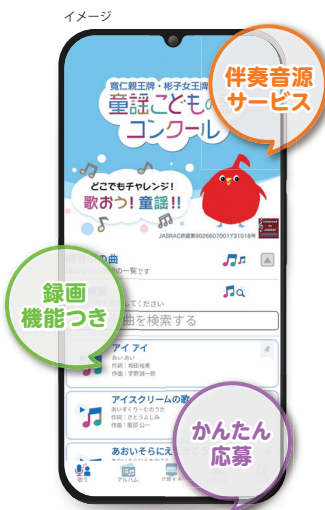 イメージ
伴奏音源
サービス
寬仁親王牌・彬子女王牌
童謡こどもの
コンクール
どこでもチャレンジ!
歌おう!童謡!!
JASRAC許諾第9026607001Y31018号
の曲
の一覧です
録画
機能つき
してください
曲を検索する
アイ アイ
あいあい
作詞:相田裕美
作曲:宇野誠一郎
アイスクリームの歌
あいすくりーむのうた
作詞:さとうよしみ
作曲:服部公一
かんたん
応募
あおいそらにえ
歌う
アルバム